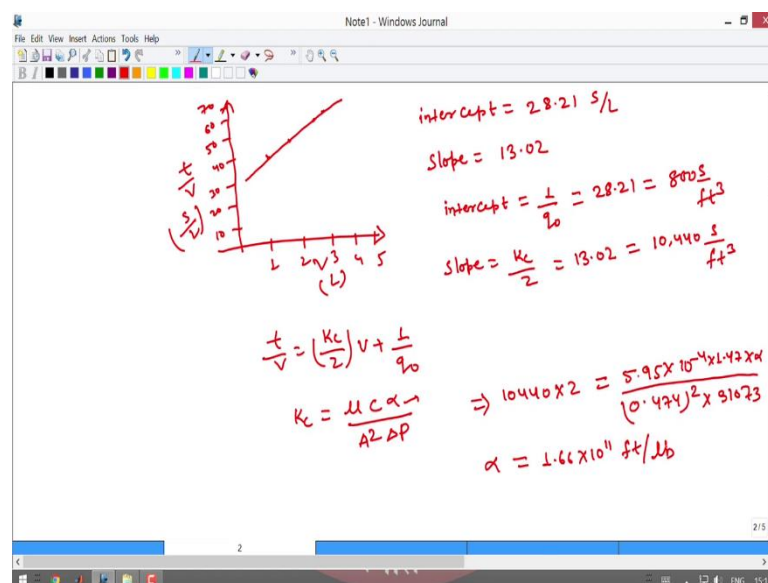 Note1 - Windows Journal
File Edit View Insert Actions Tools Help
B I
70
60
50
40
30
20
10
t/V
(s/V)
1 2 3 4 5
V
(L)
intercept = 28.21 s/L
slope = 13.02
intercept = 1/q₀ = 28.21 = 800 s/ft³
slope = Kc/2 = 13.02 = 10,440 s/ft³
t/V = (Kc/2) V + 1/q₀
Kc = μ C α → / A² ΔP
⇒ 10440 × 2 = 5.95 × 10⁻⁴ × 1.47 × α / (0.474)² × 31073
α = 1.66 × 10¹¹ ft/lb
2/5
2
ENG